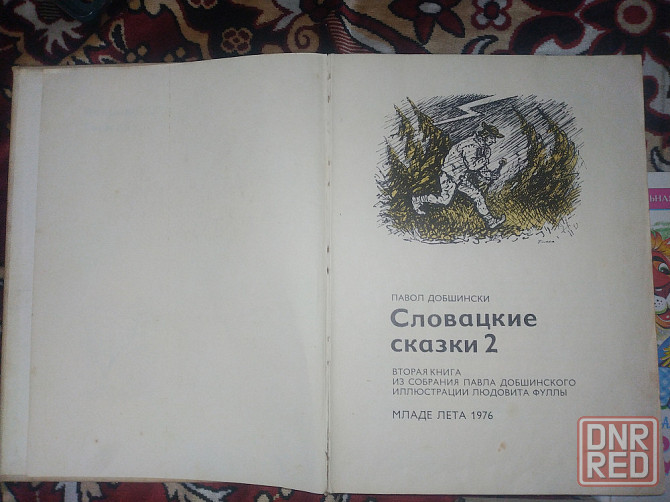 ПАВОЛ ДОБШИНСКИ
Словацкие
сказки 2
ВТОРАЯ КНИГА
ИЗ СОБРАНИЯ ПАВЛА ДОБШИНСКОГО
ИЛЛЮСТРАЦИИ ЛЮДОВИТА ФУЛЛЫ
МЛАДЕ ЛЕТА 1976
DNR
RED